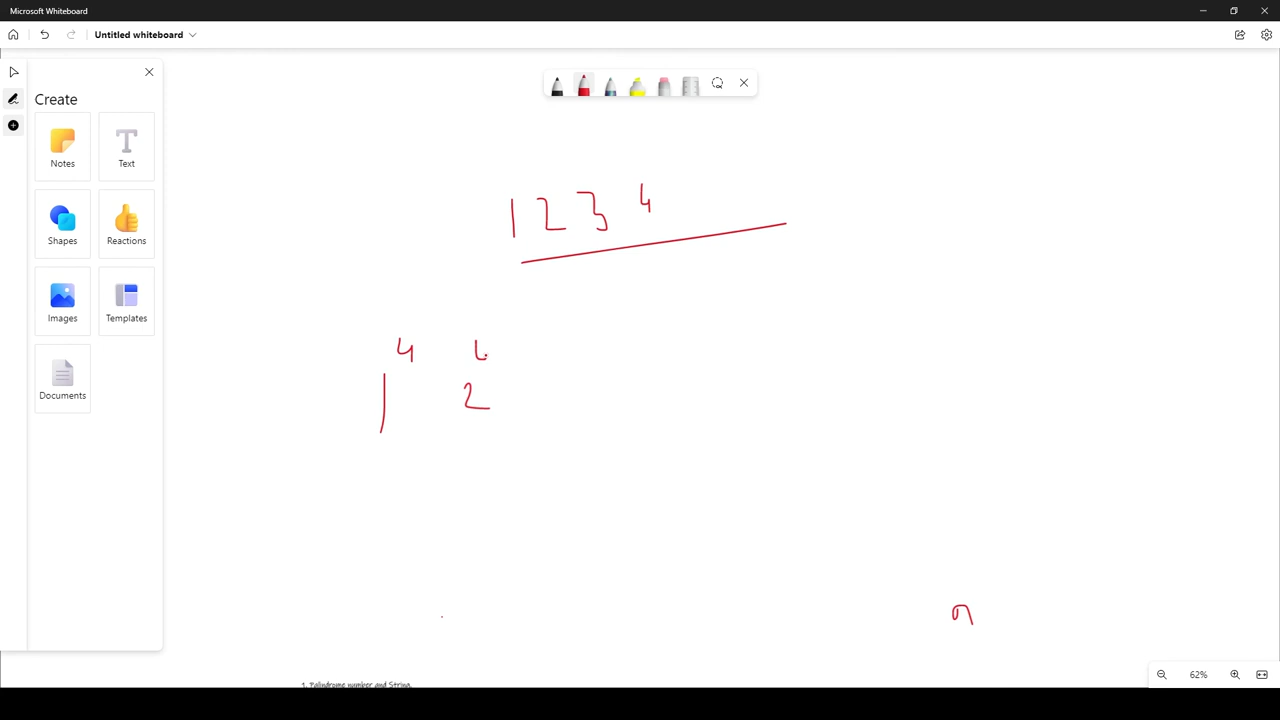 Microsoft Whiteboard
Untitled whiteboard
Create
Notes Text
Shapes Reactions
Images Templates
Documents
1 2 3 4
4
1 2
1. Palindrome number and String.
62%